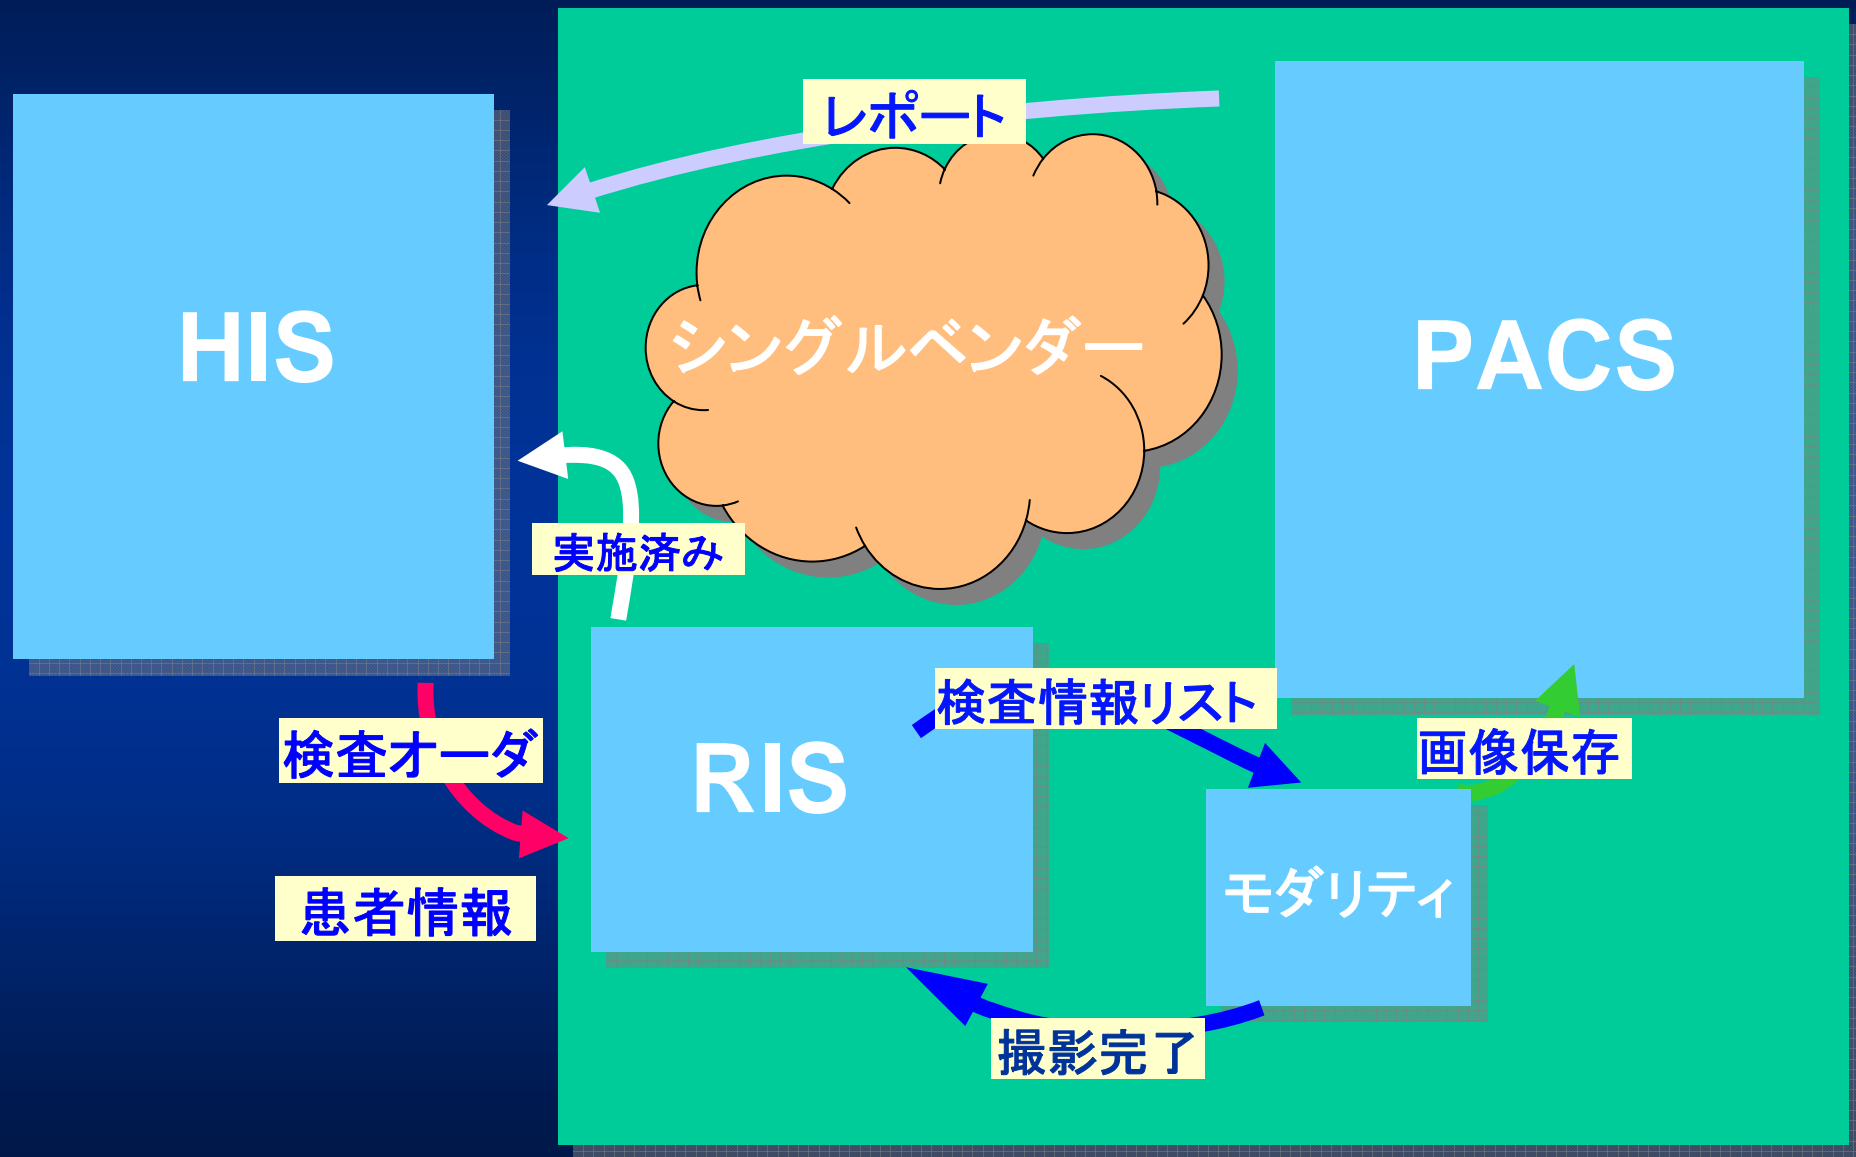 レポート
HIS
シングルベンダー
PACS
実施済み
検査情報リスト
検査オーダ
RIS
画像保存
モダリティ
患者情報
撮影完了